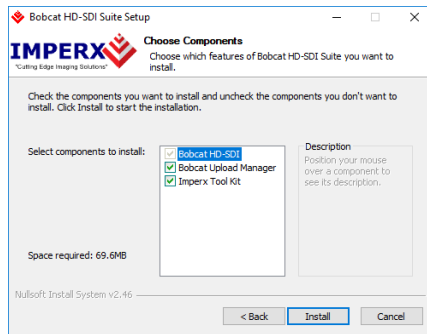 Bobcat HD-SDI Suite Setup
IMPERX
"Cutting Edge Imaging Solutions"
Choose Components
Choose which features of Bobcat HD-SDI Suite you want to
install.
Check the components you want to install and uncheck the components you don't want to
install. Click Install to start the installation.
Select components to install:
Bobcat HD-SDI
Bobcat Upload Manager
Imperx Tool Kit
Description
Position your mouse
over a component to
see its description.
Space required: 69.6MB
Nullsoft Install System v2.46
< Back
Install
Cancel